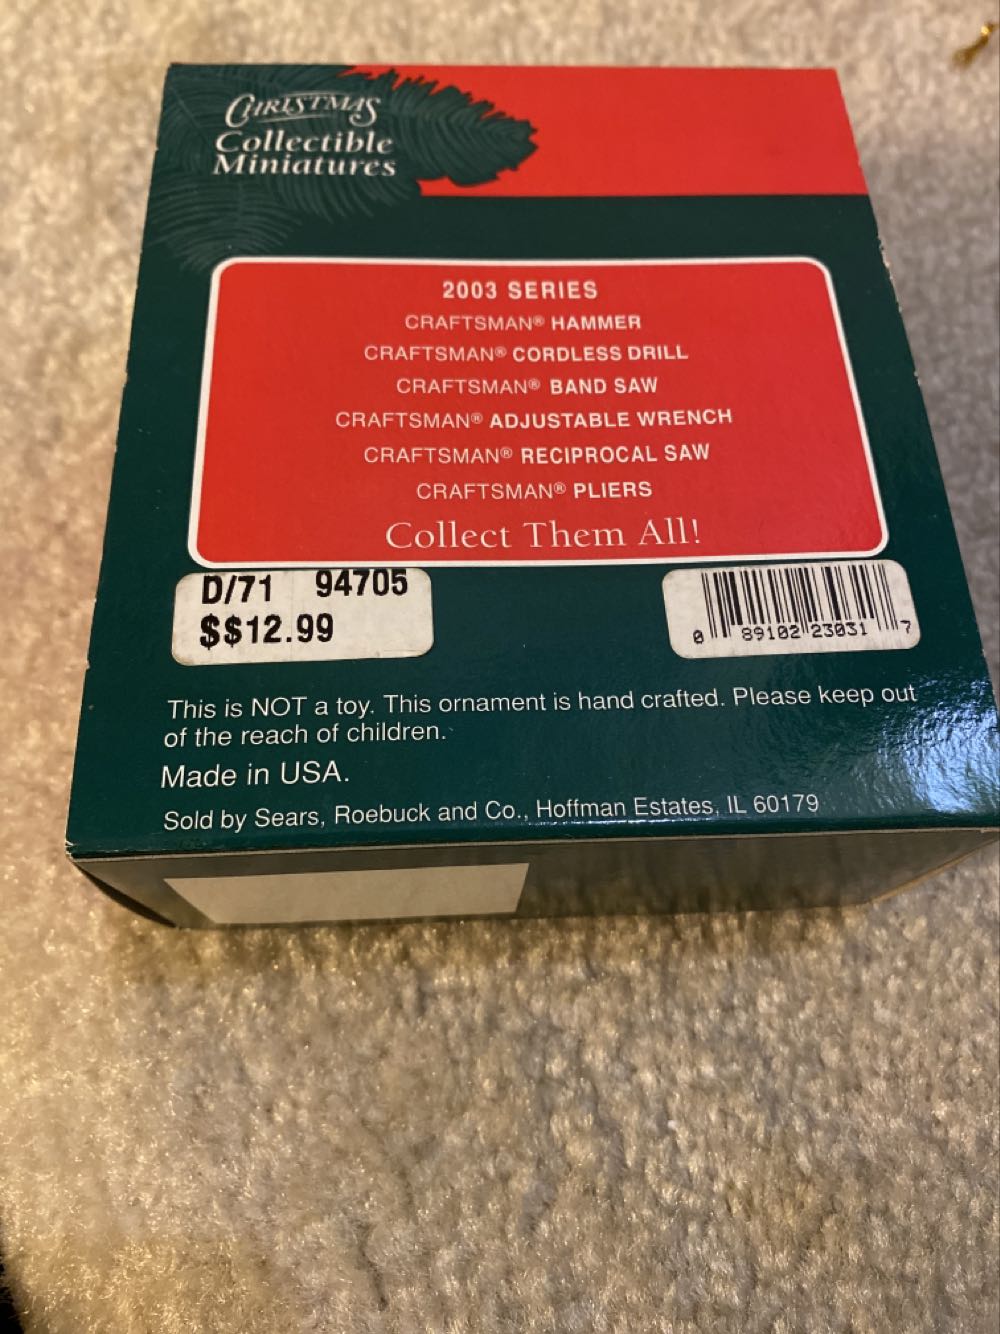 CHRISTMAS
Collectible
Miniatures
2003 SERIES
CRAFTSMAN® HAMMER
CRAFTSMAN® CORDLESS DRILL
CRAFTSMAN® BAND SAW
CRAFTSMAN® ADJUSTABLE WRENCH
CRAFTSMAN® RECIPROCAL SAW
CRAFTSMAN® PLIERS
Collect Them All!
D/71 94705
$$12.99
0 89102 23031 7
This is NOT a toy. This ornament is hand crafted. Please keep out
of the reach of children.
Made in USA.
Sold by Sears, Roebuck and Co., Hoffman Estates, IL 60179